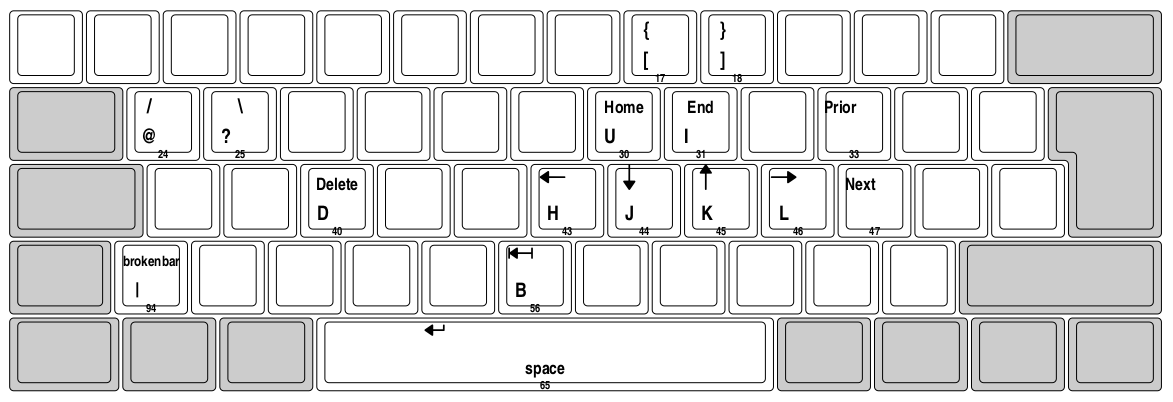 { }
[ ]
17 18
/ \ Home End Prior
@ ? U I
24 25 30 31 33
Delete ← ↓ ↑ → Next
D H J K L
40 43 44 45 46 47
brokenbar ⇤
| B
94 56
↵
space
65